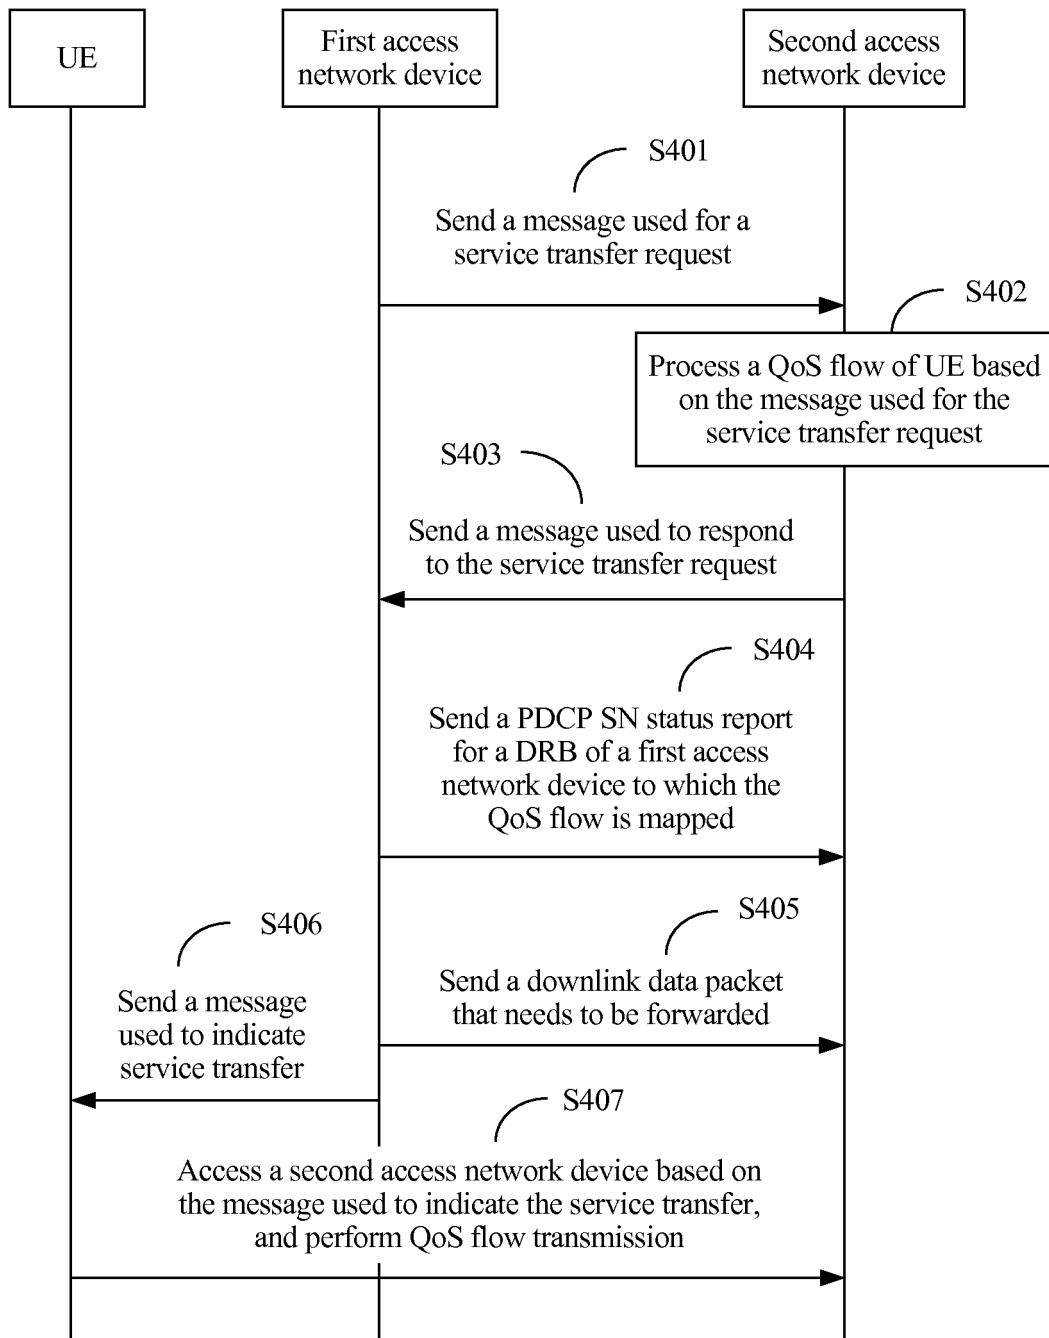 UE
First access
network device
Second access
network device
S401
Send a message used for a
service transfer request
S402
Process a QoS flow of UE based
on the message used for the
service transfer request
S403
Send a message used to respond
to the service transfer request
S404
Send a PDCP SN status report
for a DRB of a first access
network device to which the
QoS flow is mapped
S405
Send a downlink data packet
that needs to be forwarded
S406
Send a message
used to indicate
service transfer
S407
Access a second access network device based on
the message used to indicate the service transfer,
and perform QoS flow transmission